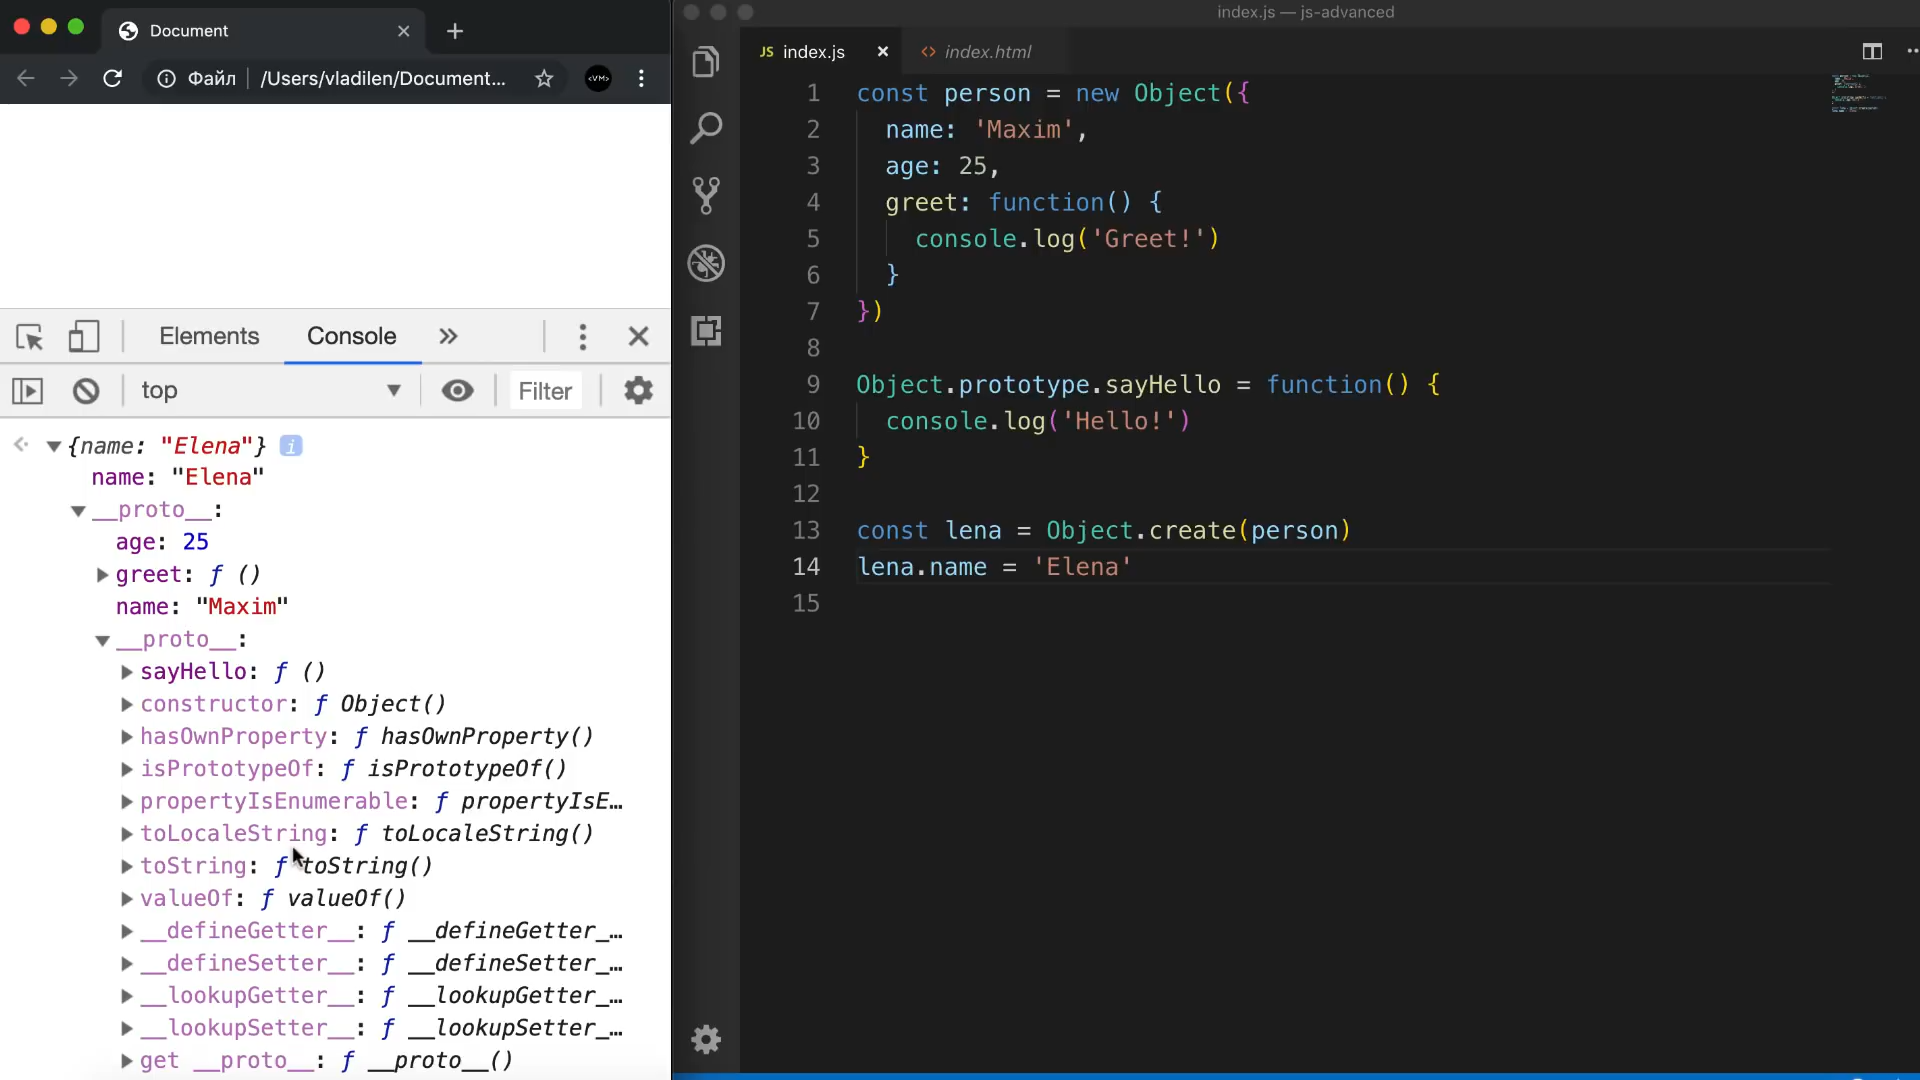 Document
Файл
/Users/vladilen/Document...
<VM>
Elements
Console
top
Filter
{name: "Elena"} i
name: "Elena"
__proto__:
age: 25
greet: ƒ ()
name: "Maxim"
__proto__:
sayHello: ƒ ()
constructor: ƒ Object()
hasOwnProperty: ƒ hasOwnProperty()
isPrototypeOf: ƒ isPrototypeOf()
propertyIsEnumerable: ƒ propertyIsE…
toLocaleString: ƒ toLocaleString()
toString: ƒ toString()
valueOf: ƒ valueOf()
__defineGetter__: ƒ __defineGetter_…
__defineSetter__: ƒ __defineSetter_…
__lookupGetter__: ƒ __lookupGetter_…
__lookupSetter__: ƒ __lookupSetter_…
get __proto__: ƒ __proto__()
index.js — js-advanced
JS index.js
<> index.html
1 const person = new Object({
2 name: 'Maxim',
3 age: 25,
4 greet: function() {
5 console.log('Greet!')
6 }
7 })
8
9 Object.prototype.sayHello = function() {
10 console.log('Hello!')
11 }
12
13 const lena = Object.create(person)
14 lena.name = 'Elena'
15